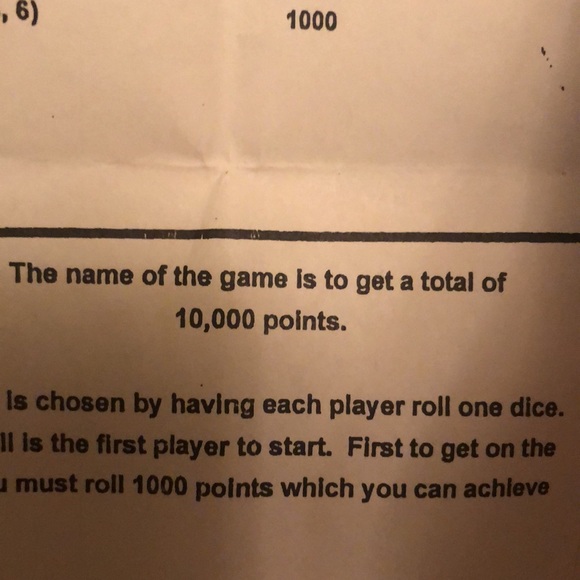 , 6) 1000
The name of the game is to get a total of
10,000 points.
is chosen by having each player roll one dice.
ll is the first player to start. First to get on the
u must roll 1000 points which you can achieve